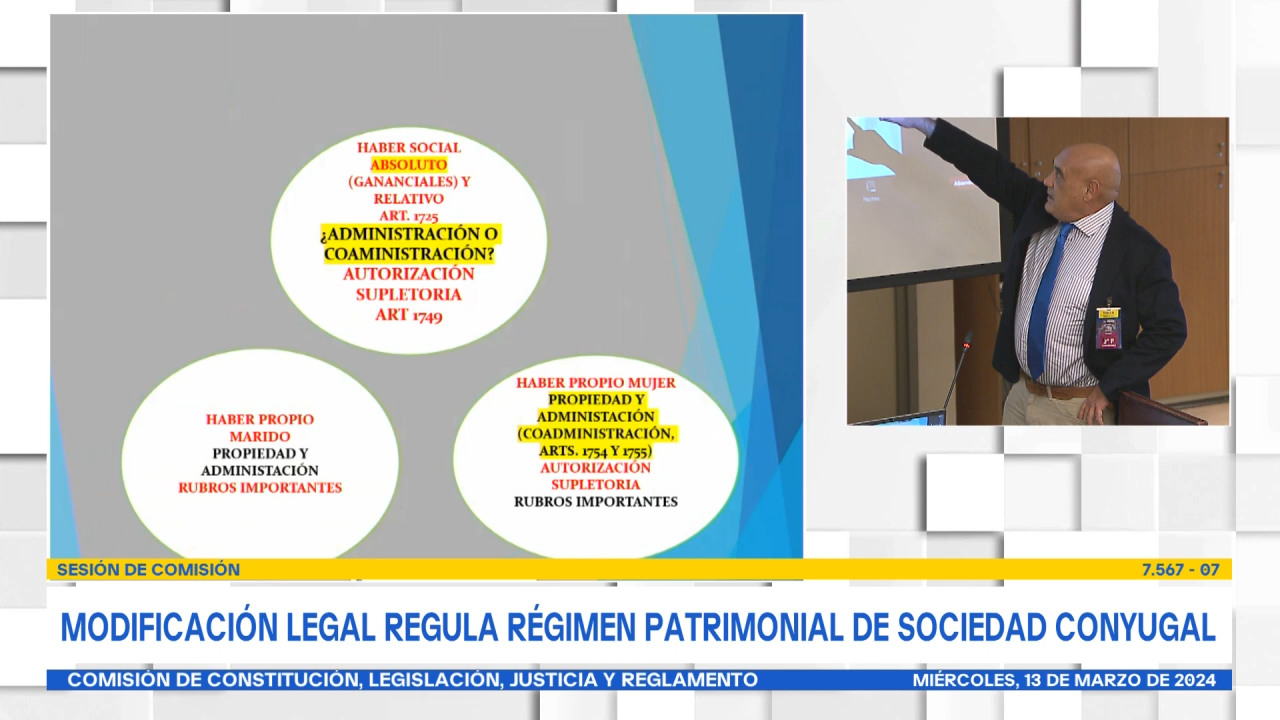 HABER SOCIAL
ABSOLUTO
(GANANCIALES) Y
RELATIVO
ART. 1725
¿ADMINISTRACIÓN O
COAMINISTRACIÓN?
AUTORIZACIÓN
SUPLETORIA
ART 1749
HABER PROPIO
MARIDO
PROPIEDAD Y
ADMINISTACIÓN
RUBROS IMPORTANTES
HABER PROPIO MUJER
PROPIEDAD Y
ADMINISTACIÓN
(COADMINISTRACIÓN,
ARTS. 1754 Y 1755)
AUTORIZACIÓN
SUPLETORIA
RUBROS IMPORTANTES
SESIÓN DE COMISIÓN
7.567 - 07
MODIFICACIÓN LEGAL REGULA RÉGIMEN PATRIMONIAL DE SOCIEDAD CONYUGAL
COMISIÓN DE CONSTITUCIÓN, LEGISLACIÓN, JUSTICIA Y REGLAMENTO
MIÉRCOLES, 13 DE MARZO DE 2024